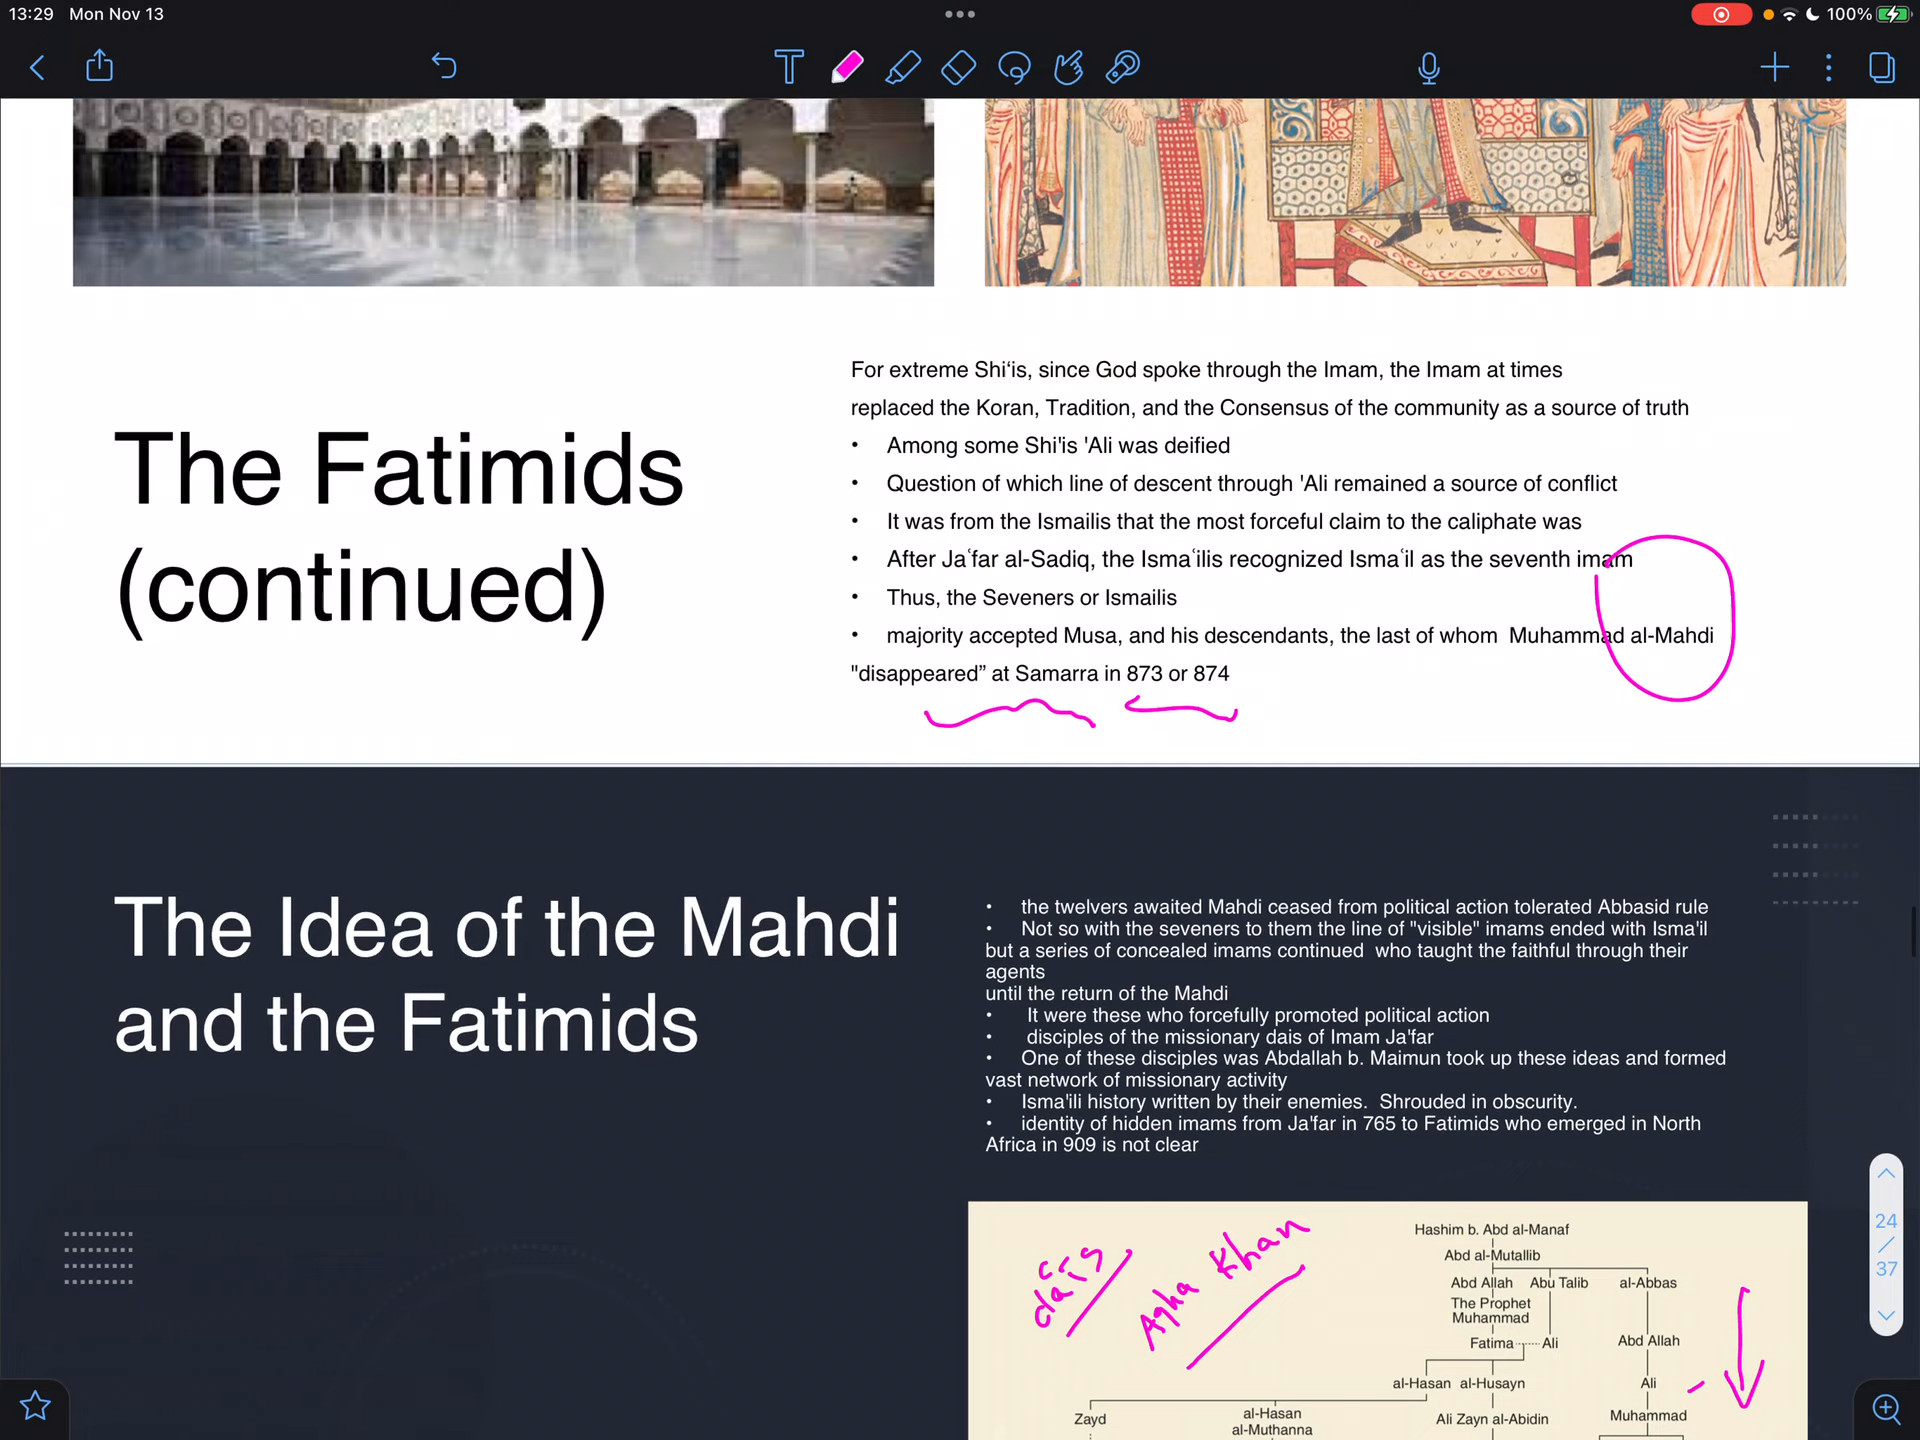 13:29 Mon Nov 13
100%
The Fatimids
(continued)
For extreme Shi‘is, since God spoke through the Imam, the Imam at times
replaced the Koran, Tradition, and the Consensus of the community as a source of truth
• Among some Shi'is 'Ali was deified
• Question of which line of descent through 'Ali remained a source of conflict
• It was from the Ismailis that the most forceful claim to the caliphate was
• After Jaʿfar al-Sadiq, the Ismaʿilis recognized Ismaʿil as the seventh imam
• Thus, the Seveners or Ismailis
• majority accepted Musa, and his descendants, the last of whom Muhammad al-Mahdi
"disappeared” at Samarra in 873 or 874
The Idea of the Mahdi
and the Fatimids
• the twelvers awaited Mahdi ceased from political action tolerated Abbasid rule
• Not so with the seveners to them the line of "visible" imams ended with Isma'il
but a series of concealed imams continued who taught the faithful through their
agents
until the return of the Mahdi
• It were these who forcefully promoted political action
• disciples of the missionary dais of Imam Ja'far
• One of these disciples was Abdallah b. Maimun took up these ideas and formed
vast network of missionary activity
• Isma'ili history written by their enemies. Shrouded in obscurity.
• identity of hidden imams from Ja'far in 765 to Fatimids who emerged in North
Africa in 909 is not clear
24
/
37
Agha Khan
Hashim b. Abd al-Manaf
Abd al-Mutallib
Abd Allah Abu Talib al-Abbas
The Prophet
Muhammad
Fatima Ali Abd Allah
al-Hasan al-Husayn Ali
Zayd al-Hasan Ali Zayn al-Abidin Muhammad
al-Muthanna